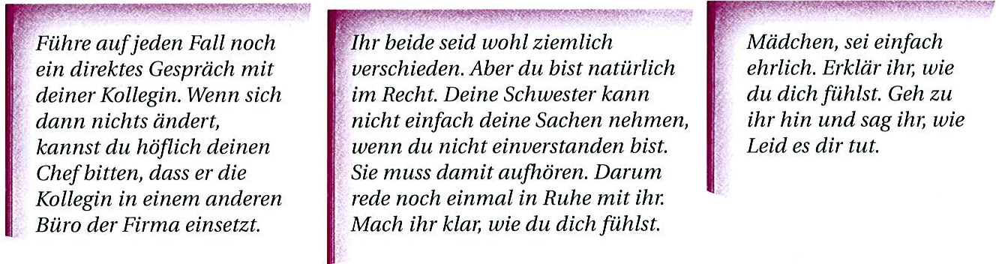 Führe auf jeden Fall noch
ein direktes Gespräch mit
deiner Kollegin. Wenn sich
dann nichts ändert,
kannst du höflich deinen
Chef bitten, dass er die
Kollegin in einem anderen
Büro der Firma einsetzt.
Ihr beide seid wohl ziemlich
verschieden. Aber du bist natürlich
im Recht. Deine Schwester kann
nicht einfach deine Sachen nehmen,
wenn du nicht einverstanden bist.
Sie muss damit aufhören. Darum
rede noch einmal in Ruhe mit ihr.
Mach ihr klar, wie du dich fühlst.
Mädchen, sei einfach
ehrlich. Erklär ihr, wie
du dich fühlst. Geh zu
ihr hin und sag ihr, wie
Leid es dir tut.